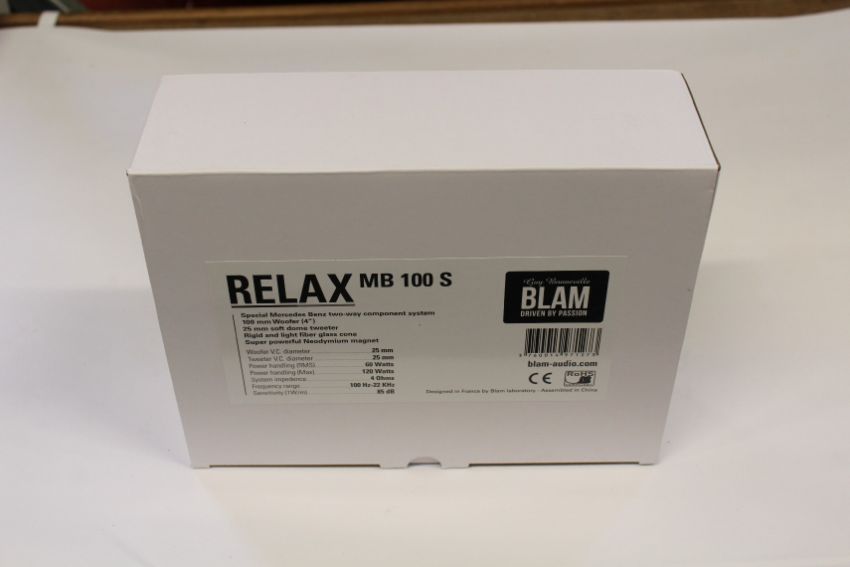 RELAX MB 100 S
Special Mercedes Benz two-way component system
100 mm Woofer (4")
25 mm soft dome tweeter
Rigid and light fiber glass cone
Super powerful Neodymium magnet
Woofer V.C. diameter 25 mm
Tweeter V.C. diameter 25 mm
Power handling (RMS) 60 Watts
Power handling (Max) 120 Watts
System impedence 4 Ohms
Frequency range 100 Hz-22 KHz
Sensitivity (1W/m) 85 dB
Guy Bonneville
BLAM
DRIVEN BY PASSION
blam-audio.com
CE
RoHS
Designed in France by Blam laboratory - Assembled in China